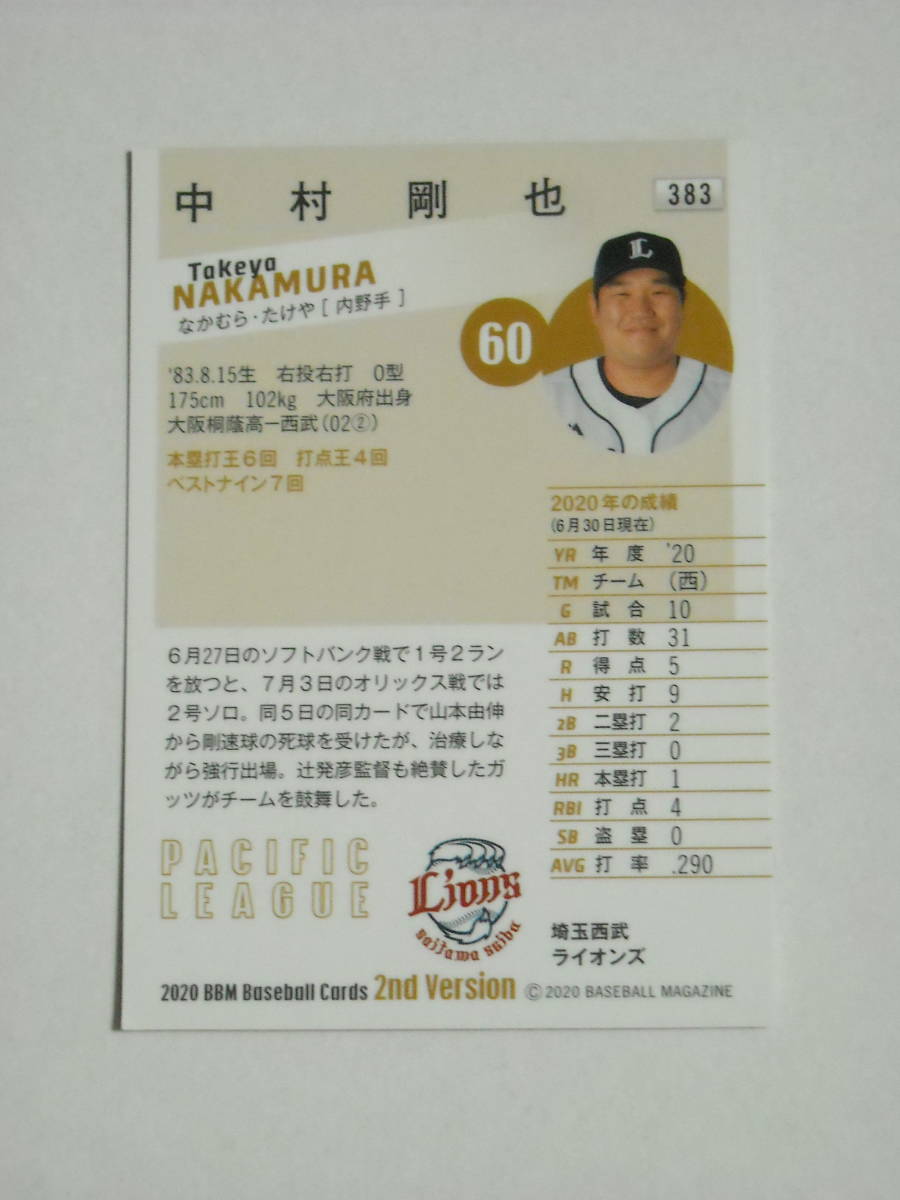 中村剛也
383
Takeya
NAKAMURA
なかむら・たけや[内野手]
60
L
'83.8.15生 右投右打 O型
175cm 102kg 大阪府出身
大阪桐蔭高ー西武(02②)
本塁打王6回 打点王4回
ベストナイン7回
2020年の成績
(6月30日現在)
YR 年度 '20
TM チーム (西)
G 試合 10
AB 打数 31
R 得点 5
H 安打 9
2B 二塁打 2
3B 三塁打 0
HR 本塁打 1
RBI 打点 4
SB 盗塁 0
AVG 打率 .290
6月27日のソフトバンク戦で1号2ラン
を放つと、7月3日のオリックス戦では
2号ソロ。同5日の同カードで山本由伸
から剛速球の死球を受けたが、治療しな
がら強行出場。辻発彦監督も絶賛したガ
ッツがチームを鼓舞した。
PACIFIC
LEAGUE
Lions
saitama seibu
埼玉西武
ライオンズ
2020 BBM Baseball Cards 2nd Version © 2020 BASEBALL MAGAZINE